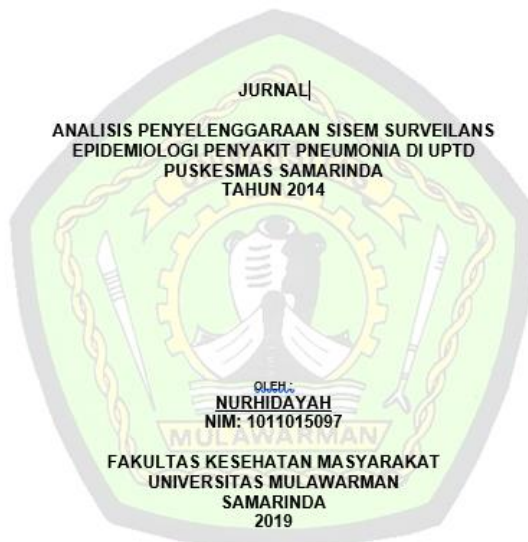 JURNAL
ANALISIS PENYELENGGARAAN SISEM SURVEILANS
EPIDEMIOLOGI PENYAKIT PNEUMONIA DI UPTD
PUSKESMAS SAMARINDA
TAHUN 2014
OLEH :
NURHIDAYAH
NIM: 1011015097
MULAWARMAN
FAKULTAS KESEHATAN MASYARAKAT
UNIVERSITAS MULAWARMAN
SAMARINDA
2019